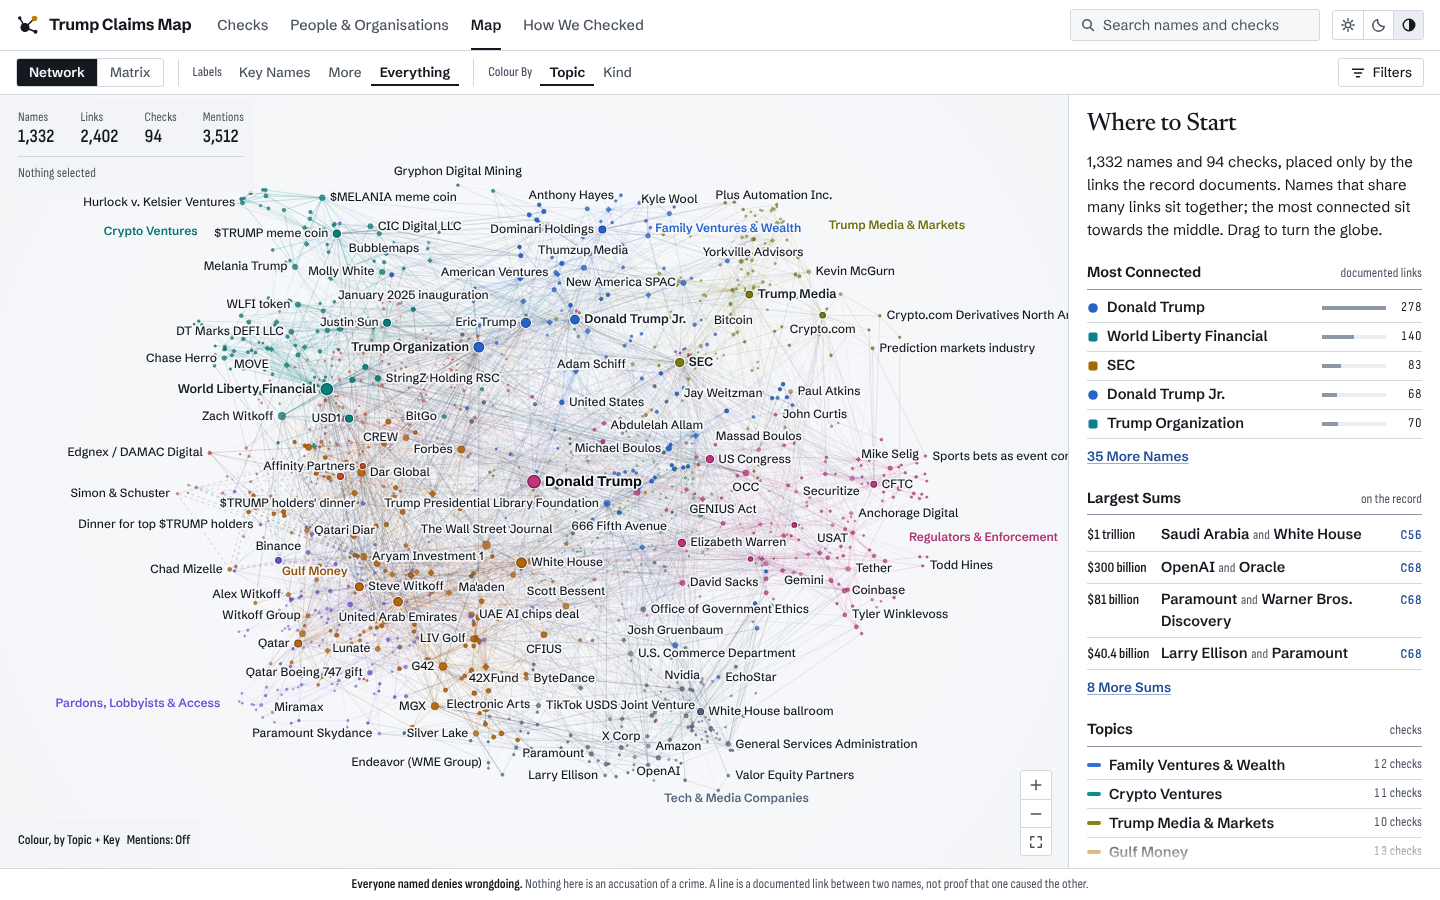 Trump Claims Map
Checks
People & Organisations
Map
How We Checked
Search names and checks
Network
Matrix
Labels
Key Names
More
Everything
Colour By
Topic
Kind
Filters
Names
Links
Checks
Mentions
1,332
2,402
94
3,512
Nothing selected
Gryphon Digital Mining
Hurlock v. Kelsier Ventures
$MELANIA meme coin
Anthony Hayes
Kyle Wool
Plus Automation Inc.
Crypto Ventures
$TRUMP meme coin
CIC Digital LLC
Dominari Holdings
Family Ventures & Wealth
Trump Media & Markets
Bubblemaps
Thumzup Media
Yorkville Advisors
Melania Trump
Molly White
American Ventures
New America SPAC
Kevin McGurn
January 2025 inauguration
Trump Media
WLFI token
Justin Sun
Eric Trump
Donald Trump Jr.
Bitcoin
Crypto.com
Crypto.com Derivatives North Am
DT Marks DEFI LLC
Trump Organization
Prediction markets industry
Chase Herro
MOVE
Adam Schiff
SEC
World Liberty Financial
StringZ Holding RSC
Jay Weitzman
Paul Atkins
Zach Witkoff
USD1
BitGo
United States
John Curtis
Abdulelah Allam
CREW
Massad Boulos
Edgnex / DAMAC Digital
Forbes
Michael Boulos
US Congress
Mike Selig
Sports bets as event con
Affinity Partners
Dar Global
Donald Trump
OCC
Securitize
CFTC
Simon & Schuster
$TRUMP holders' dinner
Trump Presidential Library Foundation
GENIUS Act
Anchorage Digital
Dinner for top $TRUMP holders
Qatari Diar
The Wall Street Journal
666 Fifth Avenue
Binance
Elizabeth Warren
USAT
Regulators & Enforcement
Chad Mizelle
Gulf Money
Aryam Investment 1
White House
Tether
Todd Hines
Alex Witkoff
Steve Witkoff
Ma'aden
Scott Bessent
David Sacks
Gemini
Coinbase
Witkoff Group
United Arab Emirates
UAE AI chips deal
Office of Government Ethics
Tyler Winklevoss
Qatar
Lunate
LIV Golf
CFIUS
Josh Gruenbaum
U.S. Commerce Department
Qatar Boeing 747 gift
G42
42XFund
ByteDance
Nvidia
EchoStar
Pardons, Lobbyists & Access
Miramax
MGX
Electronic Arts
TikTok USDS Joint Venture
White House ballroom
Paramount Skydance
Silver Lake
X Corp
Amazon
General Services Administration
Endeavor (WME Group)
Paramount
Larry Ellison
OpenAI
Valor Equity Partners
Tech & Media Companies
Colour, by Topic + Key
Mentions: Off
Where to Start
1,332 names and 94 checks, placed only by the
links the record documents. Names that share
many links sit together; the most connected sit
towards the middle. Drag to turn the globe.
Most Connected
documented links
Donald Trump
278
World Liberty Financial
140
SEC
83
Donald Trump Jr.
68
Trump Organization
70
35 More Names
Largest Sums
on the record
$1 trillion
Saudi Arabia and White House
C56
$300 billion
OpenAI and Oracle
C68
$81 billion
Paramount and Warner Bros.
Discovery
C68
$40.4 billion
Larry Ellison and Paramount
C68
8 More Sums
Topics
checks
Family Ventures & Wealth
12 checks
Crypto Ventures
11 checks
Trump Media & Markets
10 checks
Gulf Money
13 checks
Everyone named denies wrongdoing. Nothing here is an accusation of a crime. A line is a documented link between two names, not proof that one caused the other.